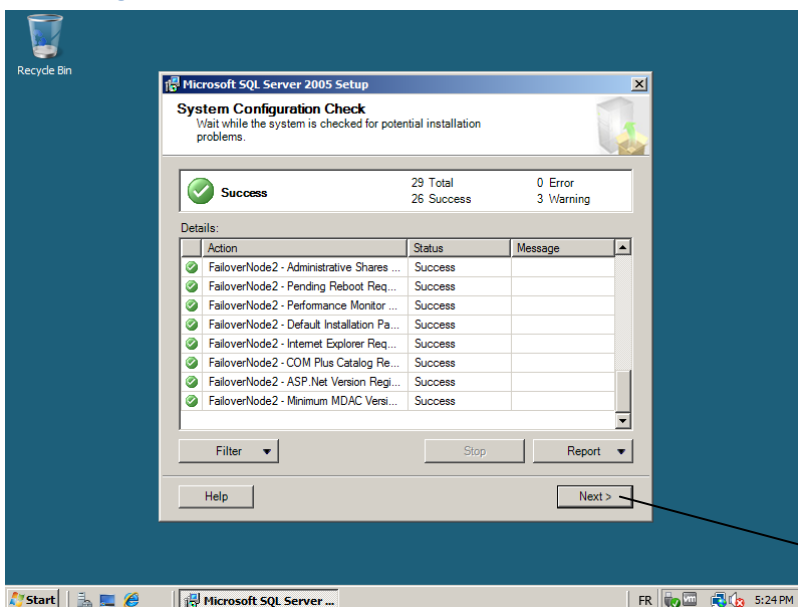 Recycle Bin
Microsoft SQL Server 2005 Setup
System Configuration Check
Wait while the system is checked for potential installation
problems.
Success
29 Total
0 Error
26 Success
3 Warning
Details:
Action Status Message
FailoverNode2 - Administrative Shares ... Success
FailoverNode2 - Pending Reboot Req... Success
FailoverNode2 - Performance Monitor ... Success
FailoverNode2 - Default Installation Pa... Success
FailoverNode2 - Internet Explorer Req... Success
FailoverNode2 - COM Plus Catalog Re... Success
FailoverNode2 - ASP.Net Version Regi... Success
FailoverNode2 - Minimum MDAC Versi... Success
Filter Stop Report
Help Next >
Start Microsoft SQL Server ... FR vm 5:24 PM